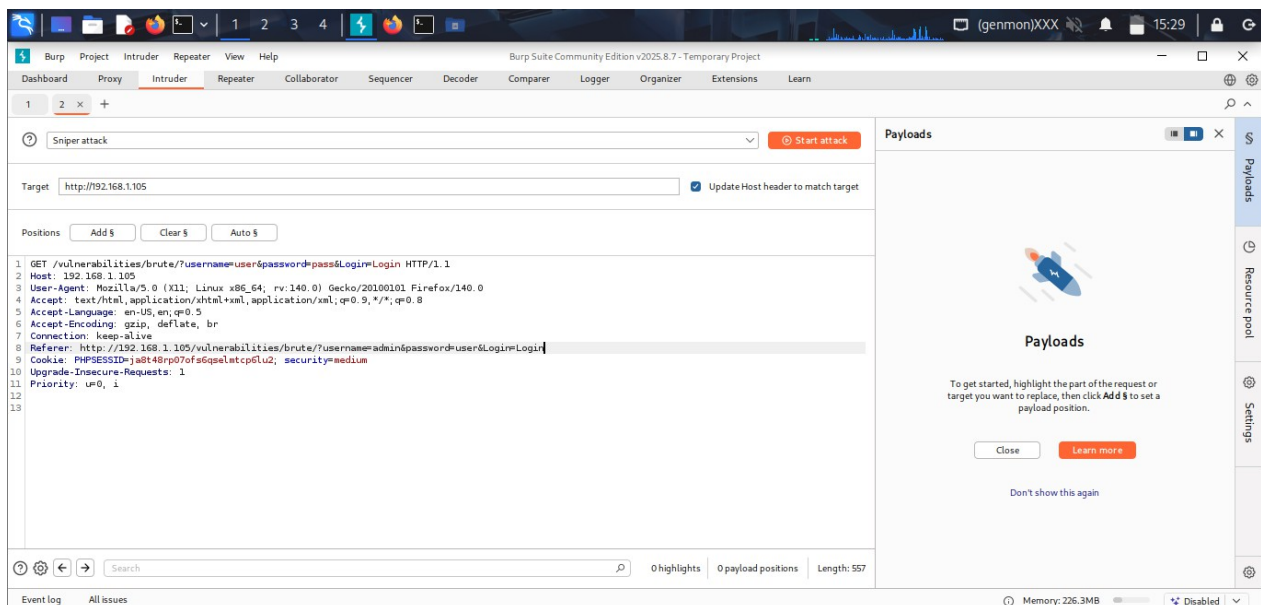 1 2 3 4 (genmon)XXX 15:29
Burp Project Intruder Repeater View Help Burp Suite Community Edition v2025.8.7 - Temporary Project
Dashboard Proxy Intruder Repeater Collaborator Sequencer Decoder Comparer Logger Organizer Extensions Learn
1 2 × +
Sniper attack Start attack
Target http://192.168.1.105 Update Host header to match target
Positions Add § Clear § Auto §
1 GET /vulnerabilities/brute/?username=user&password=pass&Login=Login HTTP/1.1
2 Host: 192.168.1.105
3 User-Agent: Mozilla/5.0 (X11; Linux x86_64; rv:140.0) Gecko/20100101 Firefox/140.0
4 Accept: text/html,application/xhtml+xml,application/xml;q=0.9,*/*;q=0.8
5 Accept-Language: en-US,en;q=0.5
6 Accept-Encoding: gzip, deflate, br
7 Connection: keep-alive
8 Referer: http://192.168.1.105/vulnerabilities/brute/?username=admin&password=user&Login=Login
9 Cookie: PHPSESSID=ja8t48rp07ofs6qselmtcp6lu2; security=medium
10 Upgrade-Insecure-Requests: 1
11 Priority: u=0, i
12
13
Search 0 highlights 0 payload positions Length: 557
Event log All issues Memory: 226.3MB Disabled
Payloads
Payloads
To get started, highlight the part of the request or
target you want to replace, then click Add § to set a
payload position.
Close Learn more
Don't show this again
§ Payloads
Resource pool
Settings